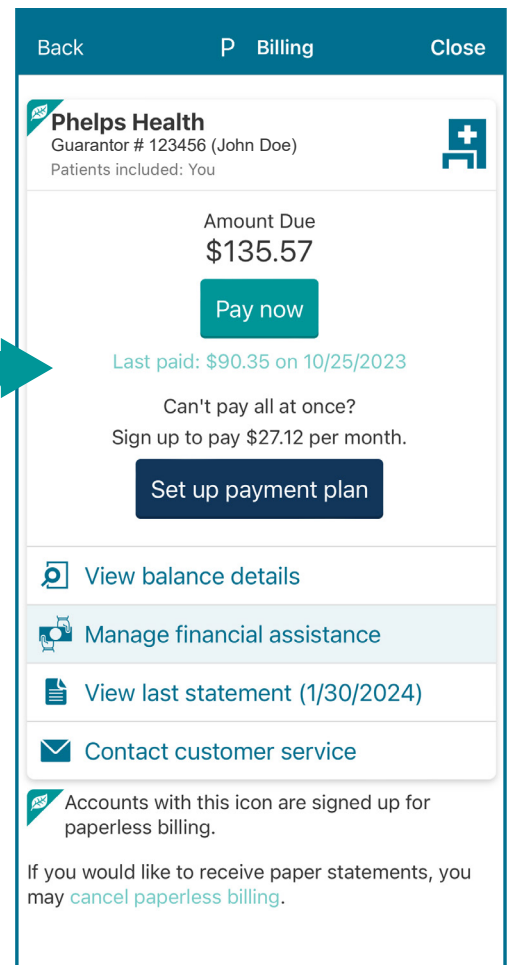 Back P Billing Close
Phelps Health
Guarantor # 123456 (John Doe)
Patients included: You
Amount Due
$135.57
Pay now
Last paid: $90.35 on 10/25/2023
Can't pay all at once?
Sign up to pay $27.12 per month.
Set up payment plan
View balance details
Manage financial assistance
View last statement (1/30/2024)
Contact customer service
Accounts with this icon are signed up for
paperless billing.
If you would like to receive paper statements, you
may cancel paperless billing.